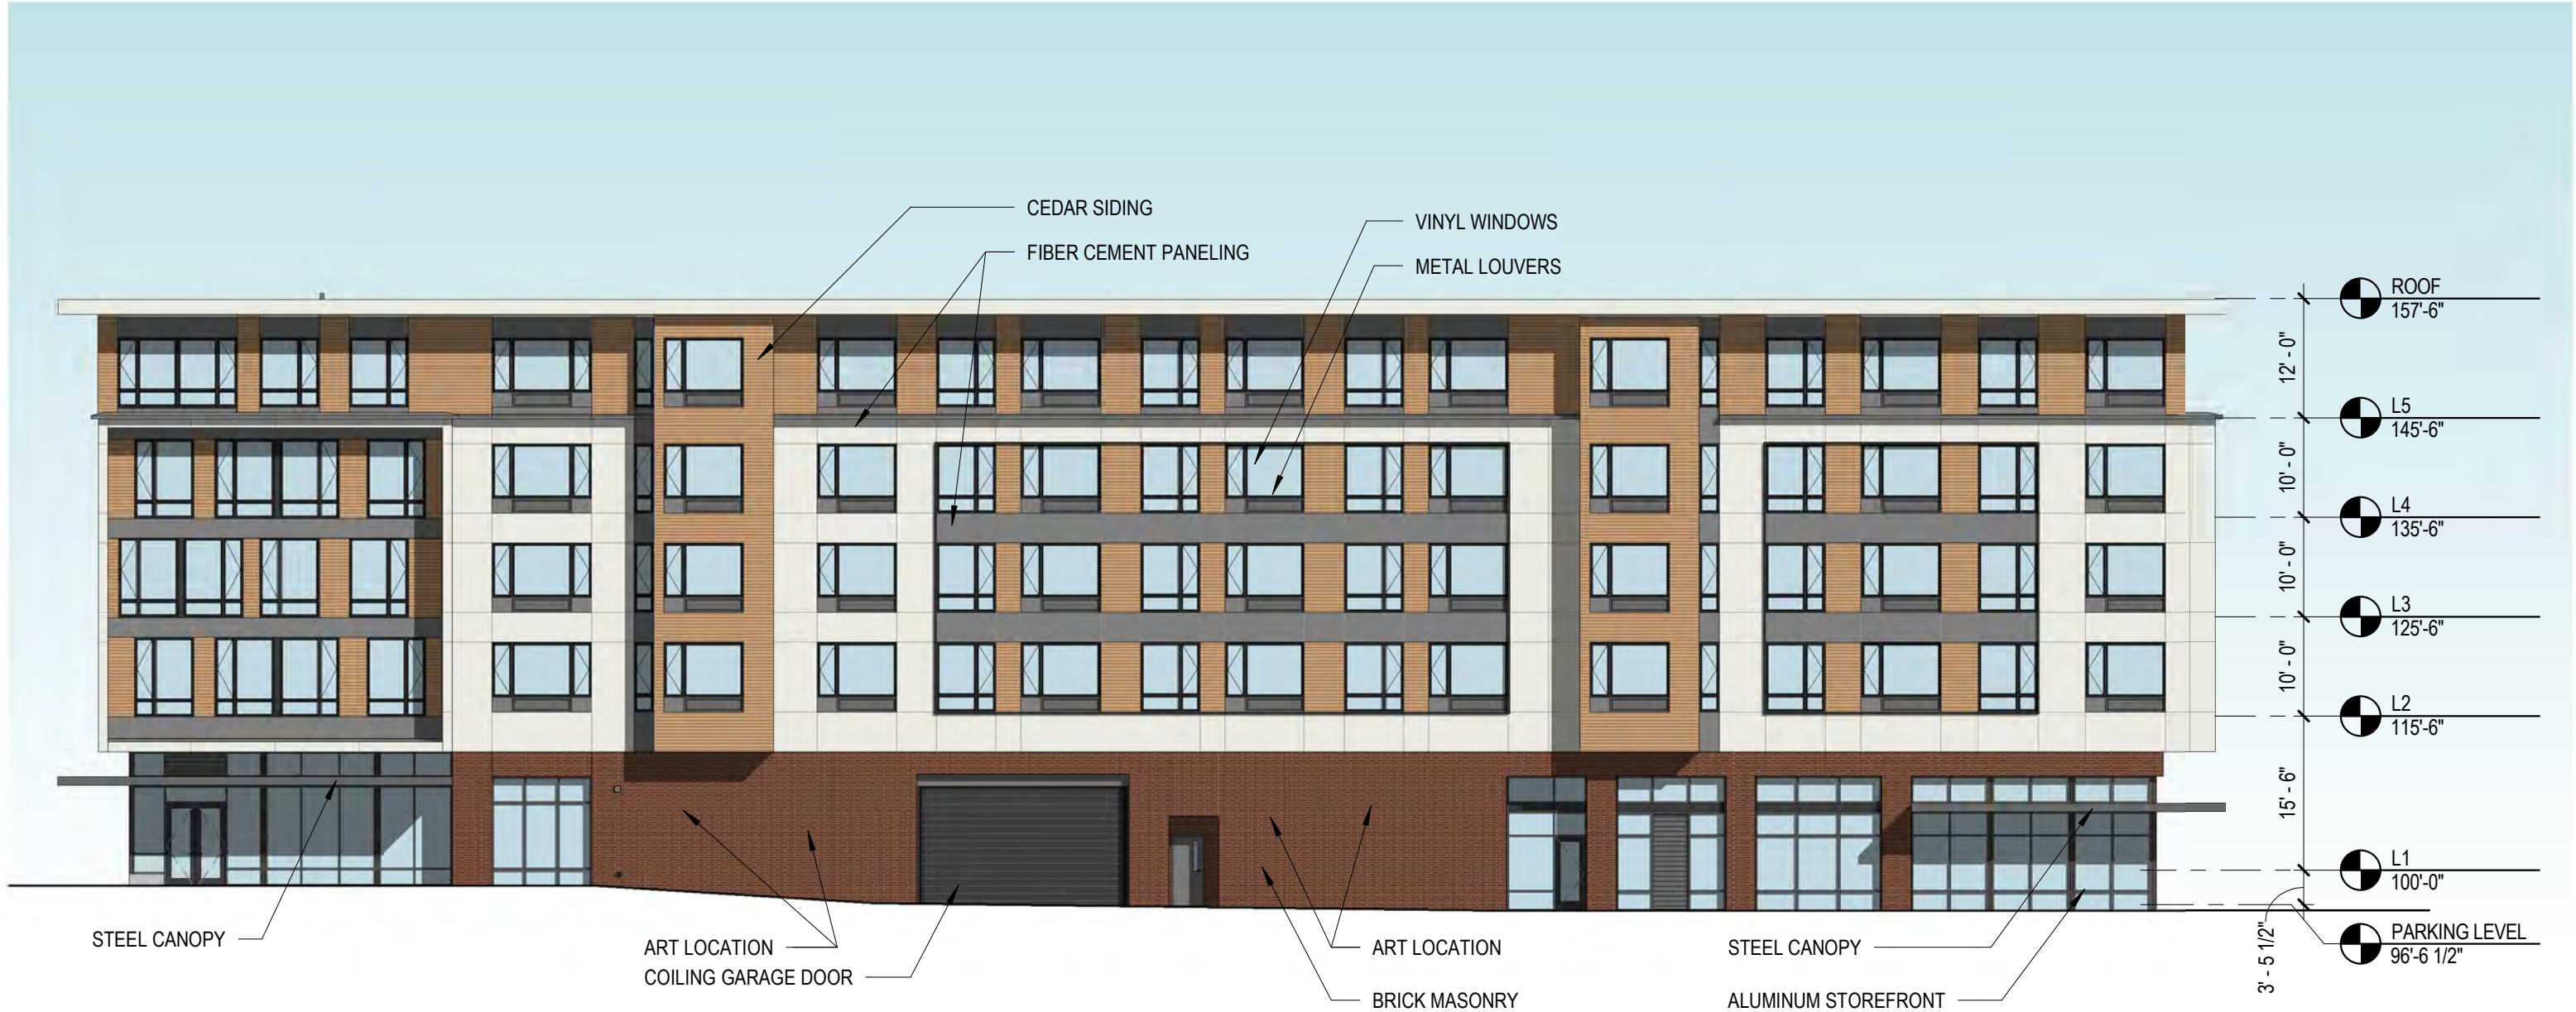 CEDAR SIDING
FIBER CEMENT PANELING
VINYL WINDOWS
METAL LOUVERS
ROOF
157'-6"
12' - 0"
L5
145'-6"
10' - 0"
L4
135'-6"
10' - 0"
L3
125'-6"
10' - 0"
L2
115'-6"
15' - 6"
L1
100'-0"
3' - 5 1/2"
PARKING LEVEL
96'-6 1/2"
STEEL CANOPY
ART LOCATION
COILING GARAGE DOOR
ART LOCATION
BRICK MASONRY
STEEL CANOPY
ALUMINUM STOREFRONT